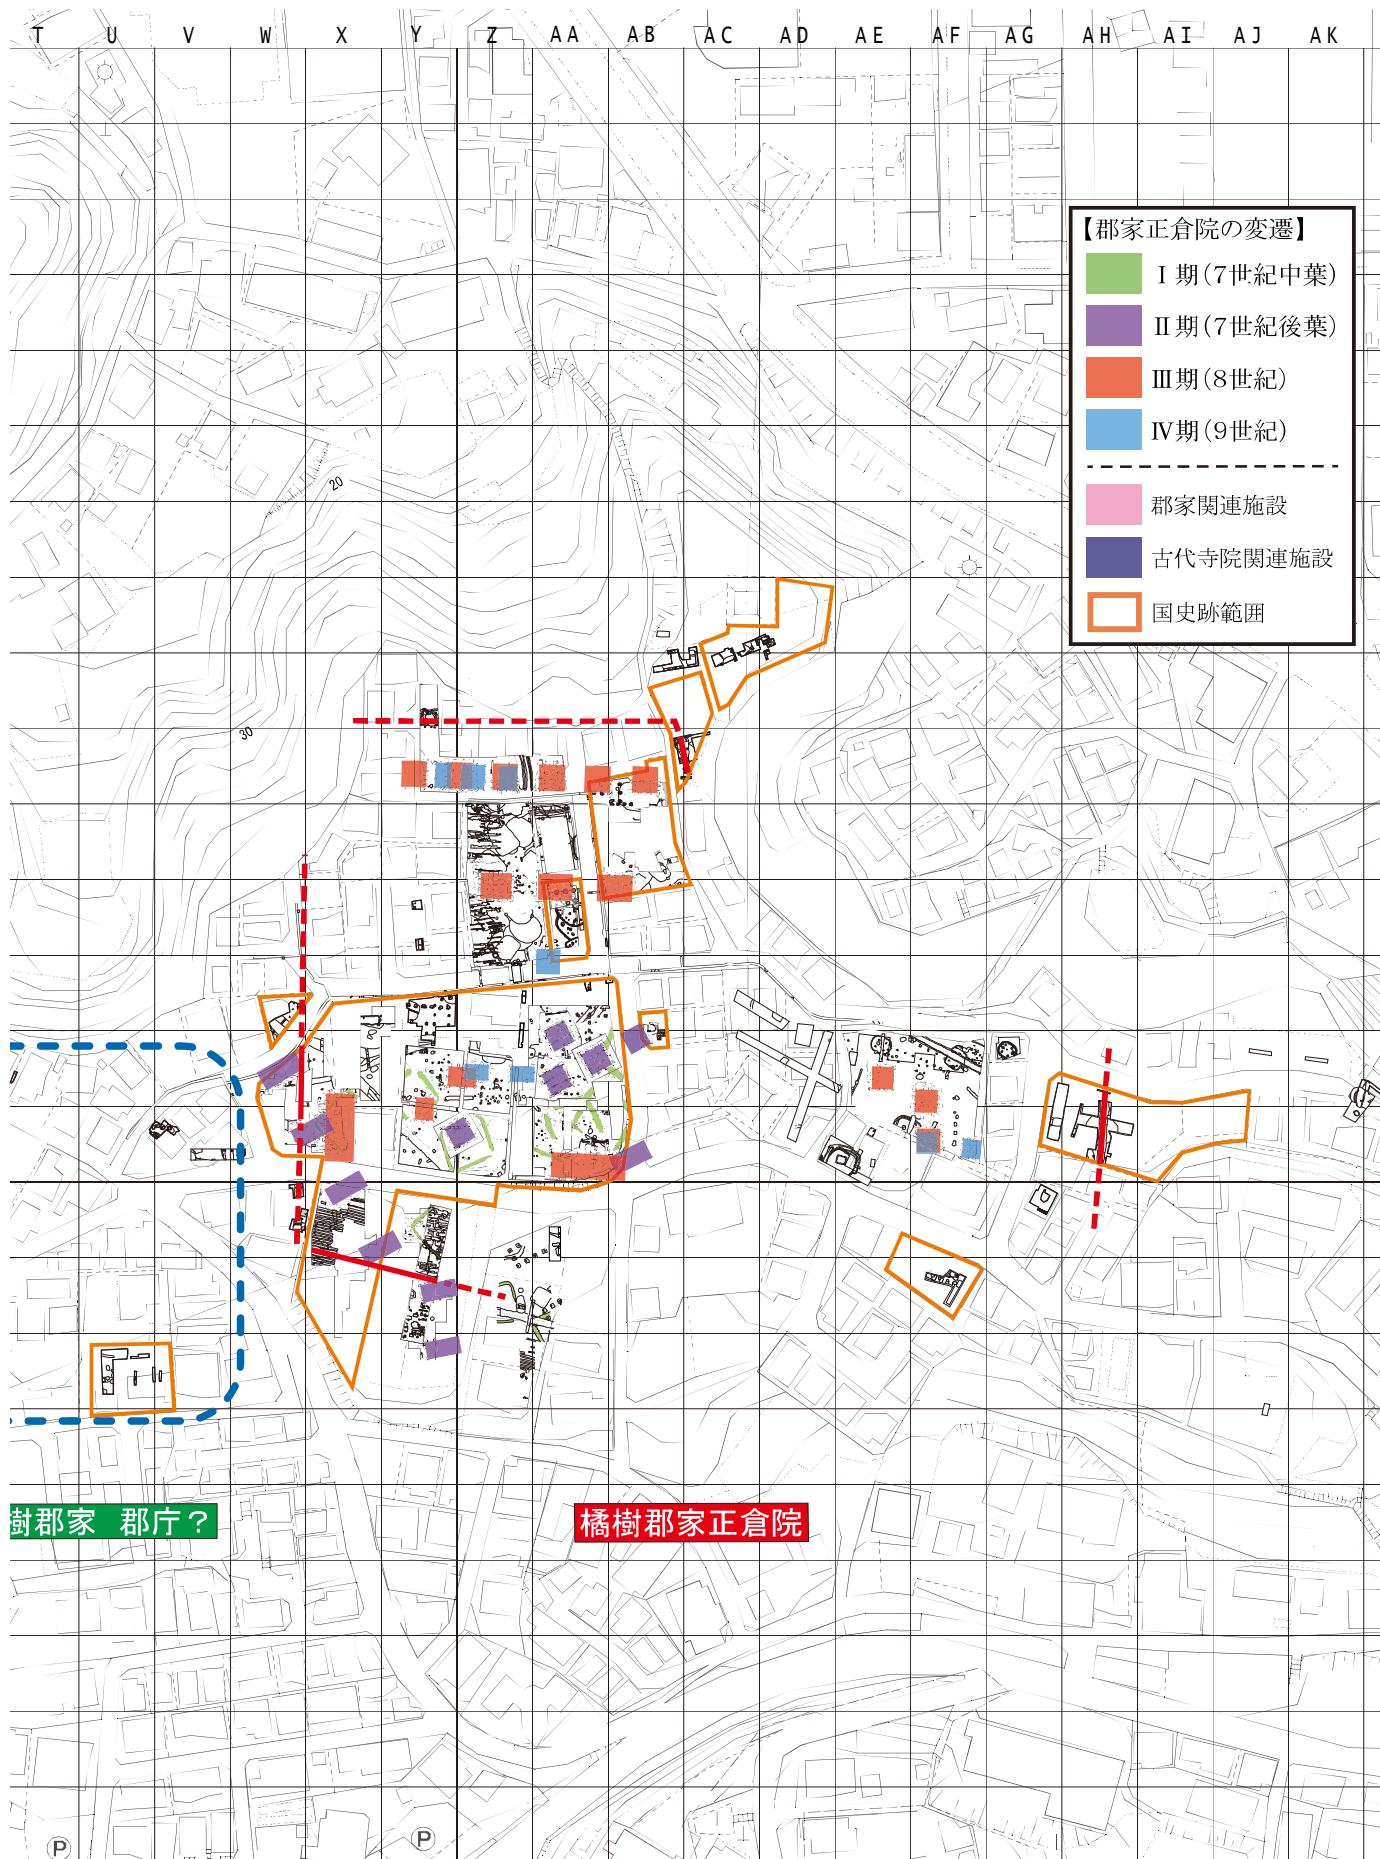 T U V W X Y Z AA AB AC AD AE AF AG AH AI AJ AK
【郡家正倉院の変遷】
Ⅰ期(7世紀中葉)
Ⅱ期(7世紀後葉)
Ⅲ期(8世紀)
Ⅳ期(9世紀)
郡家関連施設
古代寺院関連施設
国史跡範囲
20
30
樹郡家 郡庁?
橘樹郡家正倉院
P
P